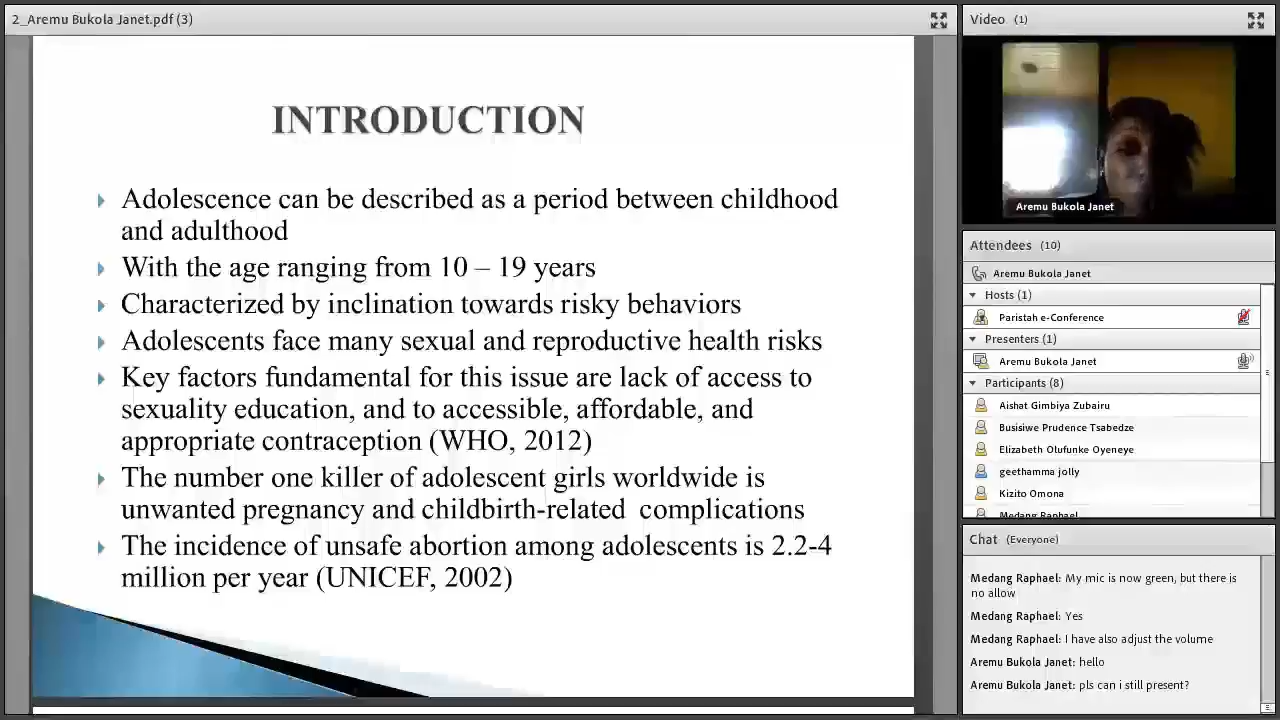 2_Aremu Bukola Janet.pdf (3)
INTRODUCTION
Adolescence can be described as a period between childhood
and adulthood
With the age ranging from 10 – 19 years
Characterized by inclination towards risky behaviors
Adolescents face many sexual and reproductive health risks
Key factors fundamental for this issue are lack of access to
sexuality education, and to accessible, affordable, and
appropriate contraception (WHO, 2012)
The number one killer of adolescent girls worldwide is
unwanted pregnancy and childbirth-related  complications
The incidence of unsafe abortion among adolescents is 2.2-4
million per year (UNICEF, 2002)
Video (1)
Aremu Bukola Janet
Attendees (10)
Aremu Bukola Janet
Hosts (1)
Paristah e-Conference
Presenters (1)
Aremu Bukola Janet
Participants (8)
Aishat Gimbiya Zubairu
Busisiwe Prudence Tsabedze
Elizabeth Olufunke Oyeneye
geethamma jolly
Kizito Omona
Medang Raphael
Chat (Everyone)
Medang Raphael: My mic is now green, but there is
no allow
Medang Raphael: Yes
Medang Raphael: I have also adjust the volume
Aremu Bukola Janet: hello
Aremu Bukola Janet: pls can i still present?